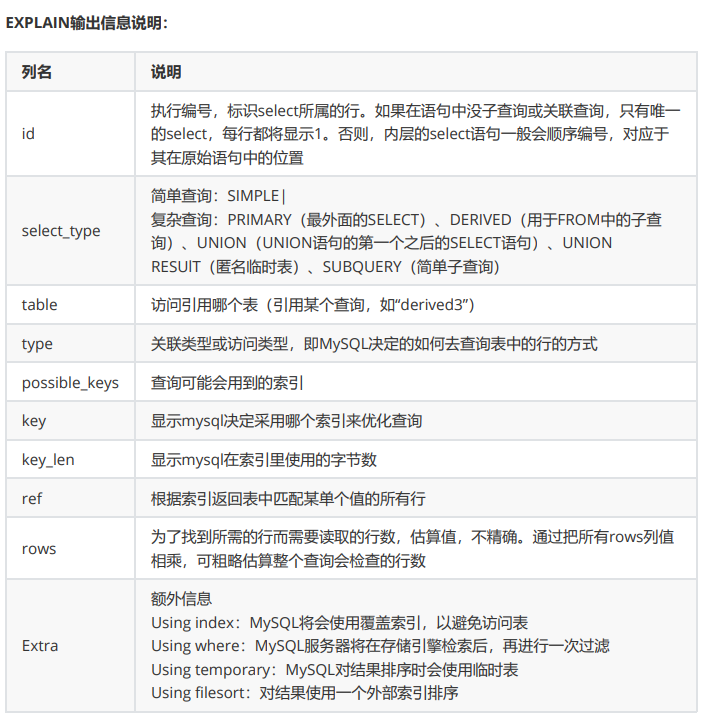 EXPLAIN输出信息说明：
列名 说明
id
执行编号，标识select所属的行。如果在语句中没子查询或关联查询，只有唯一
的select，每行都将显示1。否则，内层的select语句一般会顺序编号，对应于
其在原始语句中的位置
select_type
简单查询：SIMPLE|
复杂查询：PRIMARY（最外面的SELECT）、DERIVED（用于FROM中的子查
询）、UNION（UNION语句的第一个之后的SELECT语句）、UNION
RESUlT（匿名临时表）、SUBQUERY（简单子查询）
table 访问引用哪个表（引用某个查询，如“derived3”）
type 关联类型或访问类型，即MySQL决定的如何去查询表中的行的方式
possible_keys 查询可能会用到的索引
key 显示mysql决定采用哪个索引来优化查询
key_len 显示mysql在索引里使用的字节数
ref 根据索引返回表中匹配某单个值的所有行
rows
为了找到所需的行而需要读取的行数，估算值，不精确。通过把所有rows列值
相乘，可粗略估算整个查询会检查的行数
Extra
额外信息
Using index：MySQL将会使用覆盖索引，以避免访问表
Using where：MySQL服务器将在存储引擎检索后，再进行一次过滤
Using temporary：MySQL对结果排序时会使用临时表
Using filesort：对结果使用一个外部索引排序